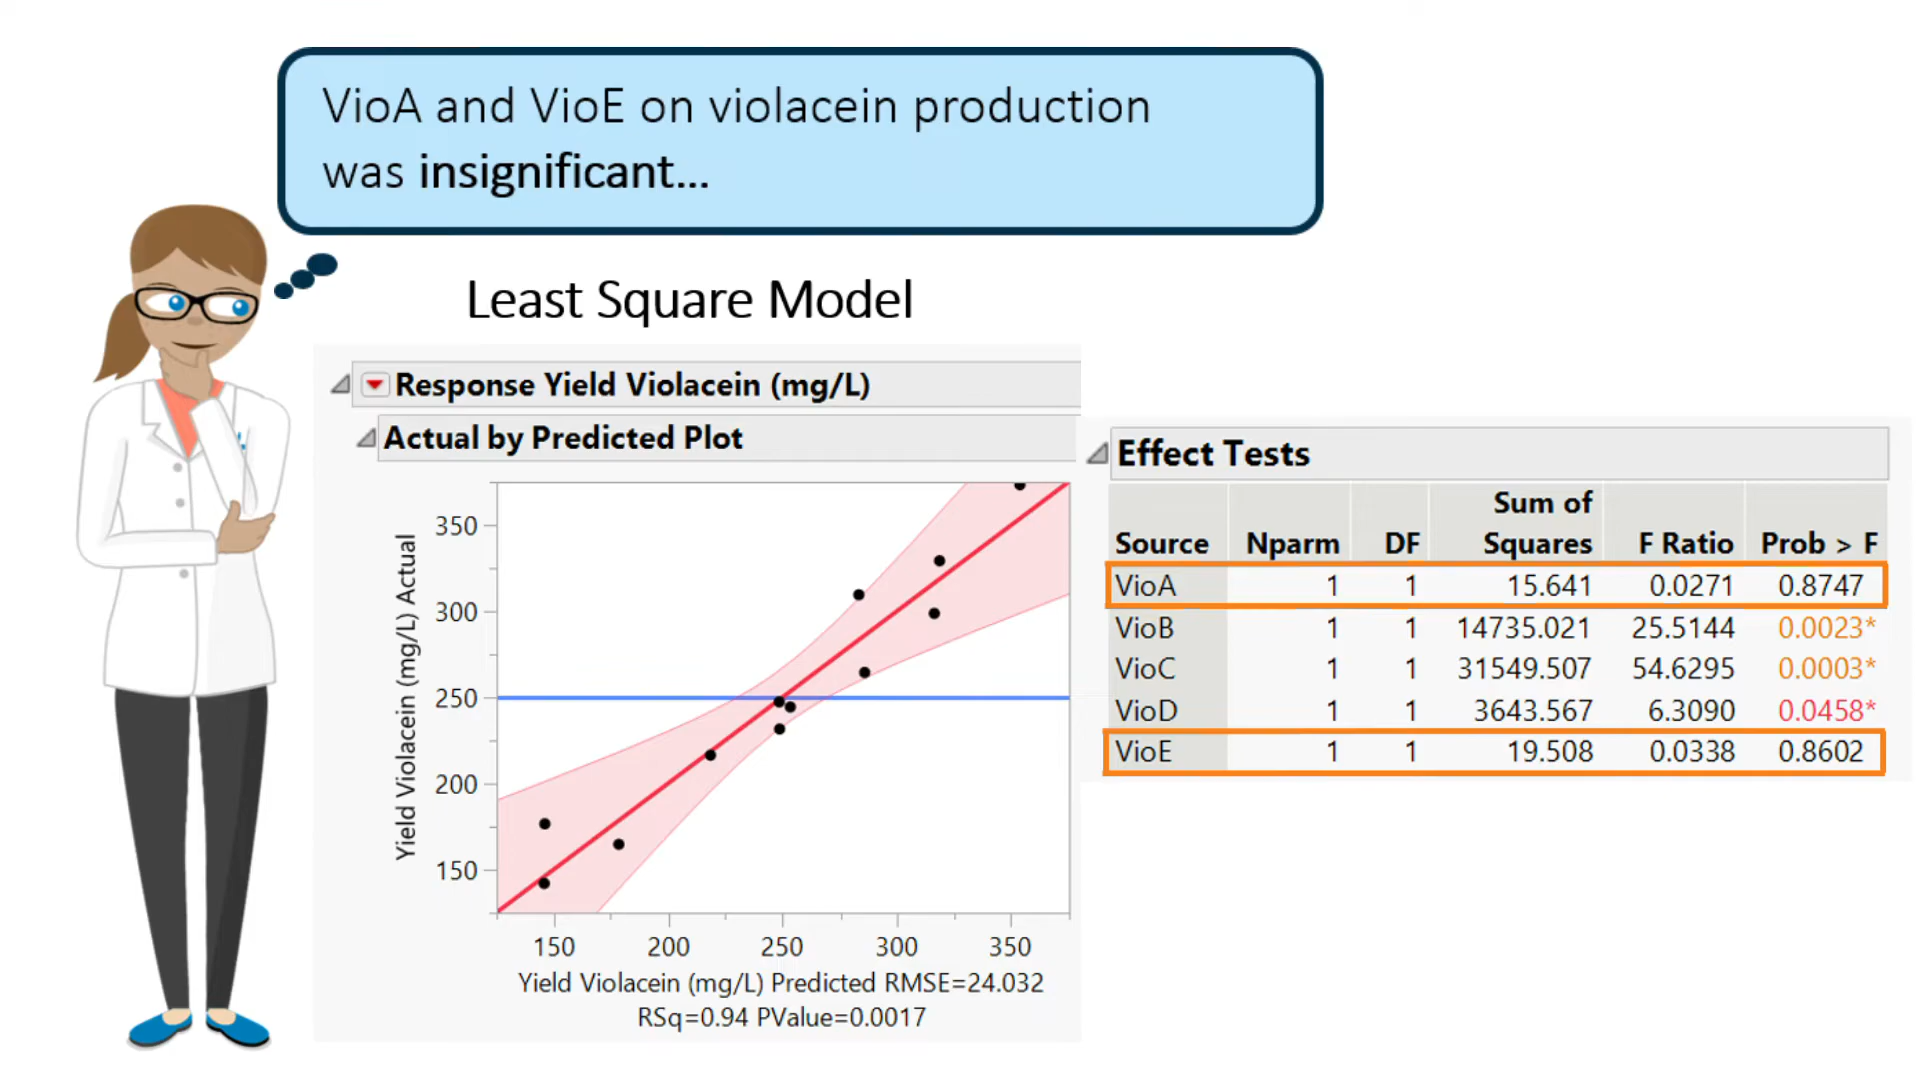 VioA and VioE on violacein production
was insignificant...
Least Square Model
Response Yield Violacein (mg/L)
Actual by Predicted Plot
Yield Violacein (mg/L) Actual
350
300
250
200
150
150 200 250 300 350
Yield Violacein (mg/L) Predicted RMSE=24.032
RSq=0.94 PValue=0.0017
Effect Tests
Sum of
Source Nparm DF Squares F Ratio Prob > F
VioA 1 1 15.641 0.0271 0.8747
VioB 1 1 14735.021 25.5144 0.0023*
VioC 1 1 31549.507 54.6295 0.0003*
VioD 1 1 3643.567 6.3090 0.0458*
VioE 1 1 19.508 0.0338 0.8602